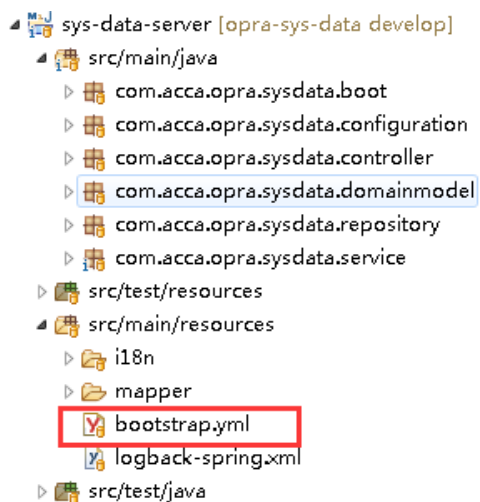 sys-data-server [opra-sys-data develop]
src/main/java
com.acca.opra.sysdata.boot
com.acca.opra.sysdata.configuration
com.acca.opra.sysdata.controller
com.acca.opra.sysdata.domainmodel
com.acca.opra.sysdata.repository
com.acca.opra.sysdata.service
src/test/resources
src/main/resources
i18n
mapper
bootstrap.yml
logback-spring.xml
src/test/java